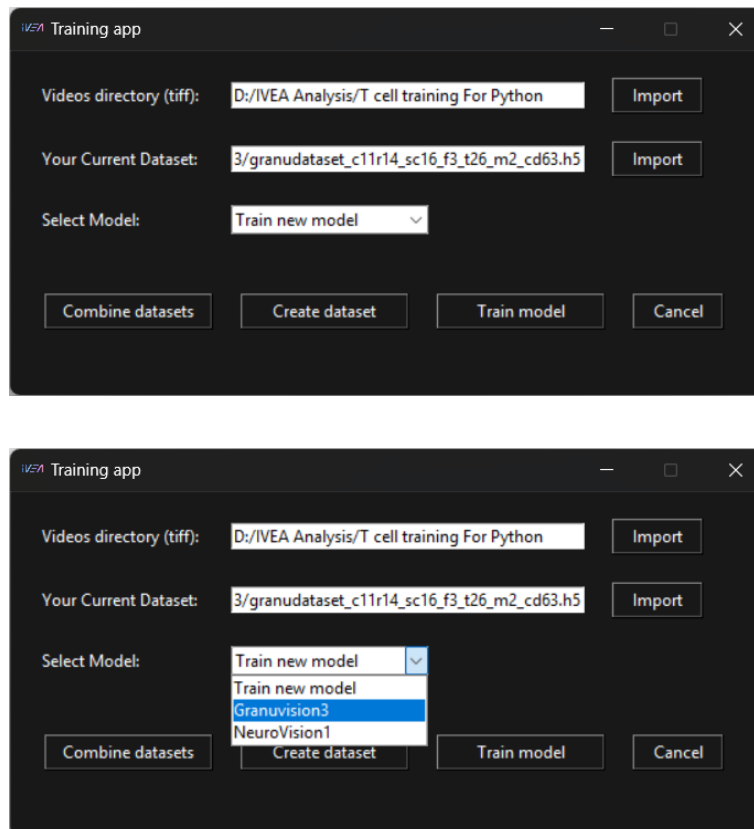 IVEA Training app
Videos directory (tiff): D:/IVEA Analysis/T cell training For Python Import
Your Current Dataset: 3/granudataset_c11r14_sc16_f3_t26_m2_cd63.h5 Import
Select Model: Train new model
Combine datasets Create dataset Train model Cancel
IVEA Training app
Videos directory (tiff): D:/IVEA Analysis/T cell training For Python Import
Your Current Dataset: 3/granudataset_c11r14_sc16_f3_t26_m2_cd63.h5 Import
Select Model: Train new model
Train new model
Granuvision3
NeuroVision1
Combine datasets Create dataset Train model Cancel